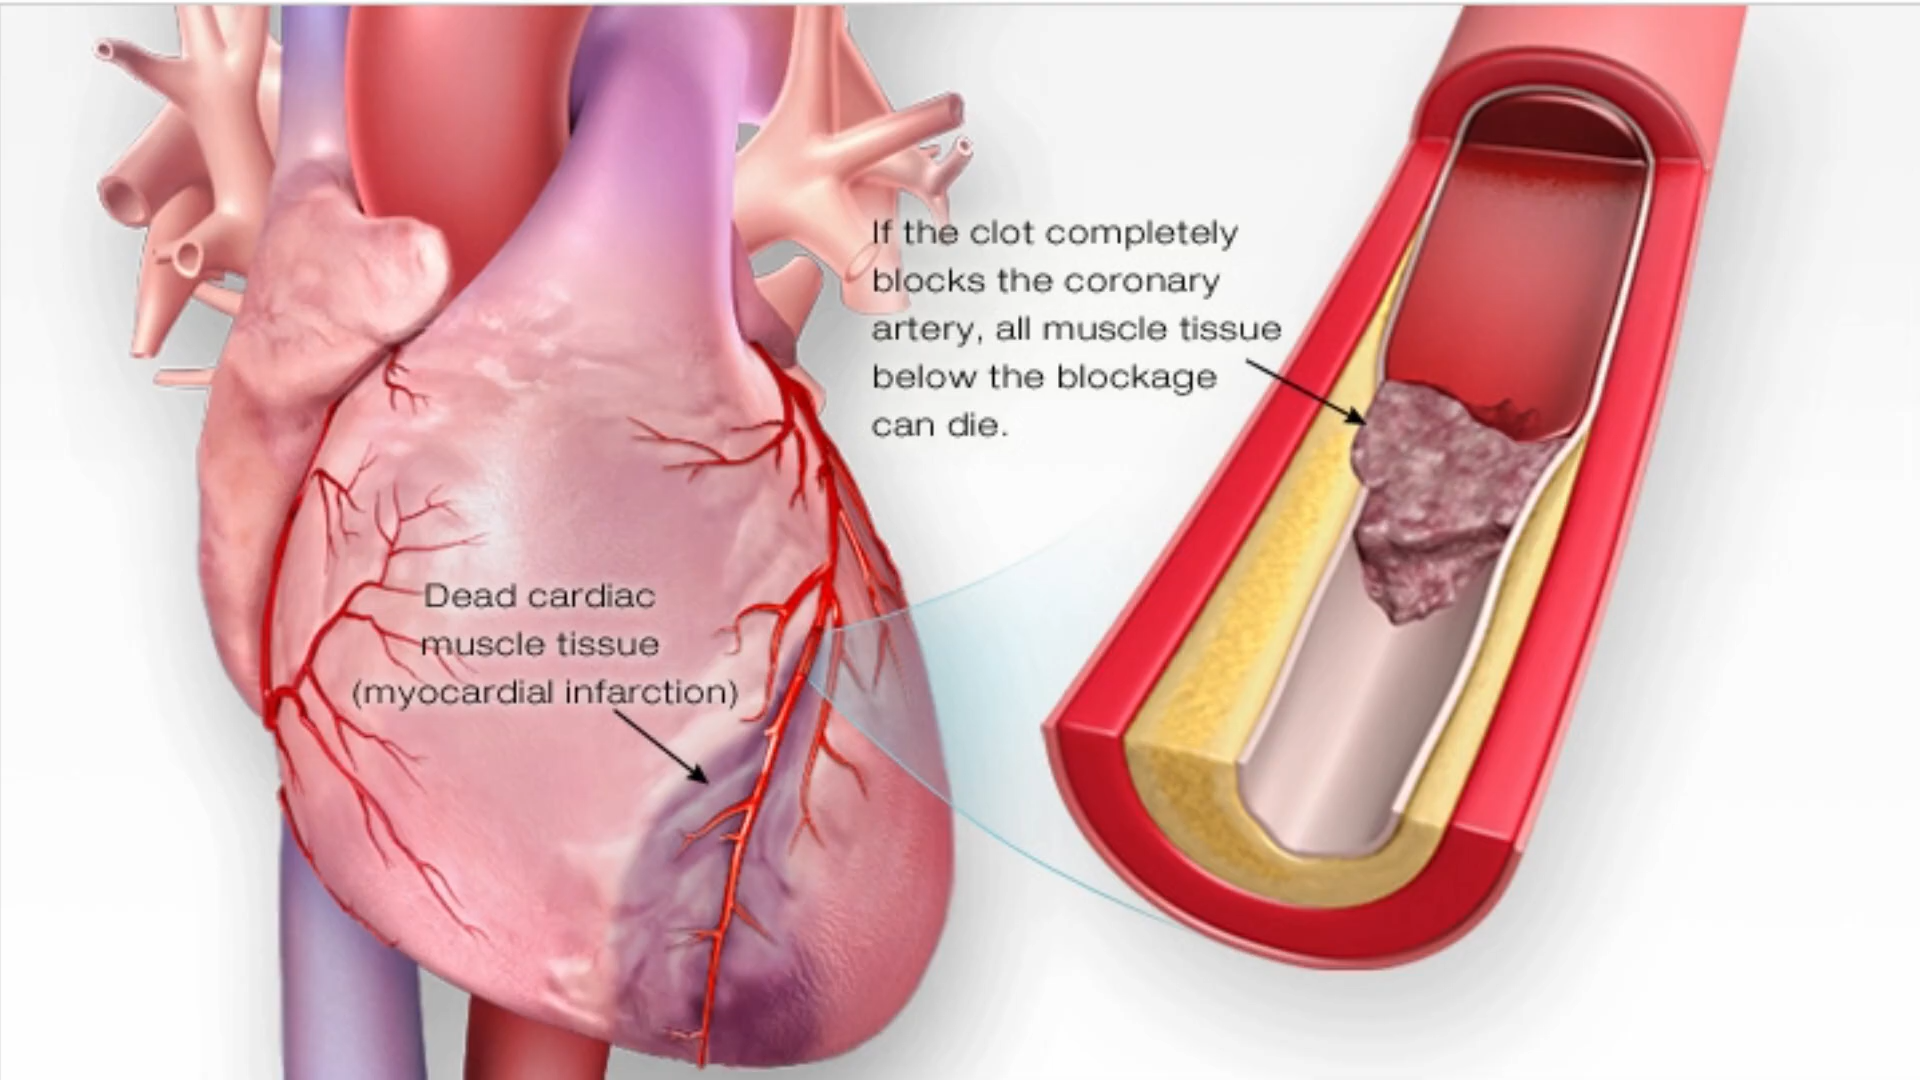 If the clot completely
blocks the coronary
artery, all muscle tissue
below the blockage
can die.
Dead cardiac
muscle tissue
(myocardial infarction)